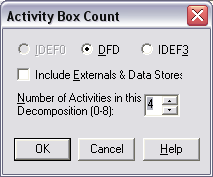 Activity Box Count
IDEF0 DFD IDEF3
Include Externals & Data Stores
Number of Activities in this
Decomposition (0-8): 4
OK Cancel Help